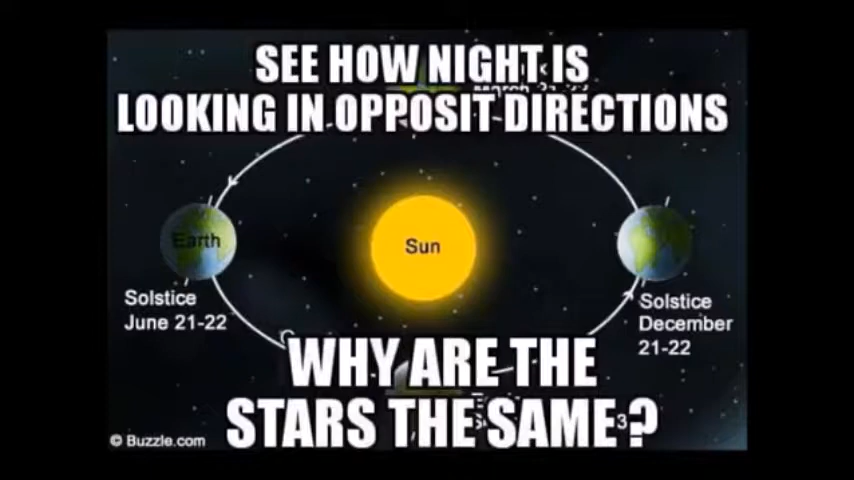 SEE HOW NIGHT IS
LOOKING IN OPPOSIT DIRECTIONS
Earth
Sun
Solstice
June 21-22
Solstice
December
21-22
WHY ARE THE
STARS THE SAME?
© Buzzle.com